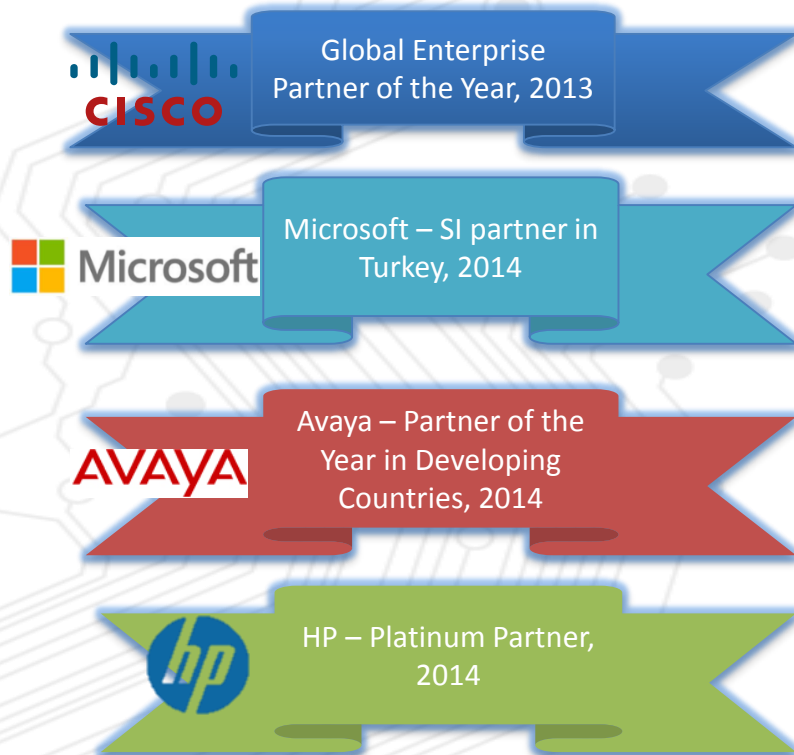 CISCO
Global Enterprise
Partner of the Year, 2013
Microsoft
Microsoft – SI partner in
Turkey, 2014
AVAYA
Avaya – Partner of the
Year in Developing
Countries, 2014
hp
HP – Platinum Partner,
2014